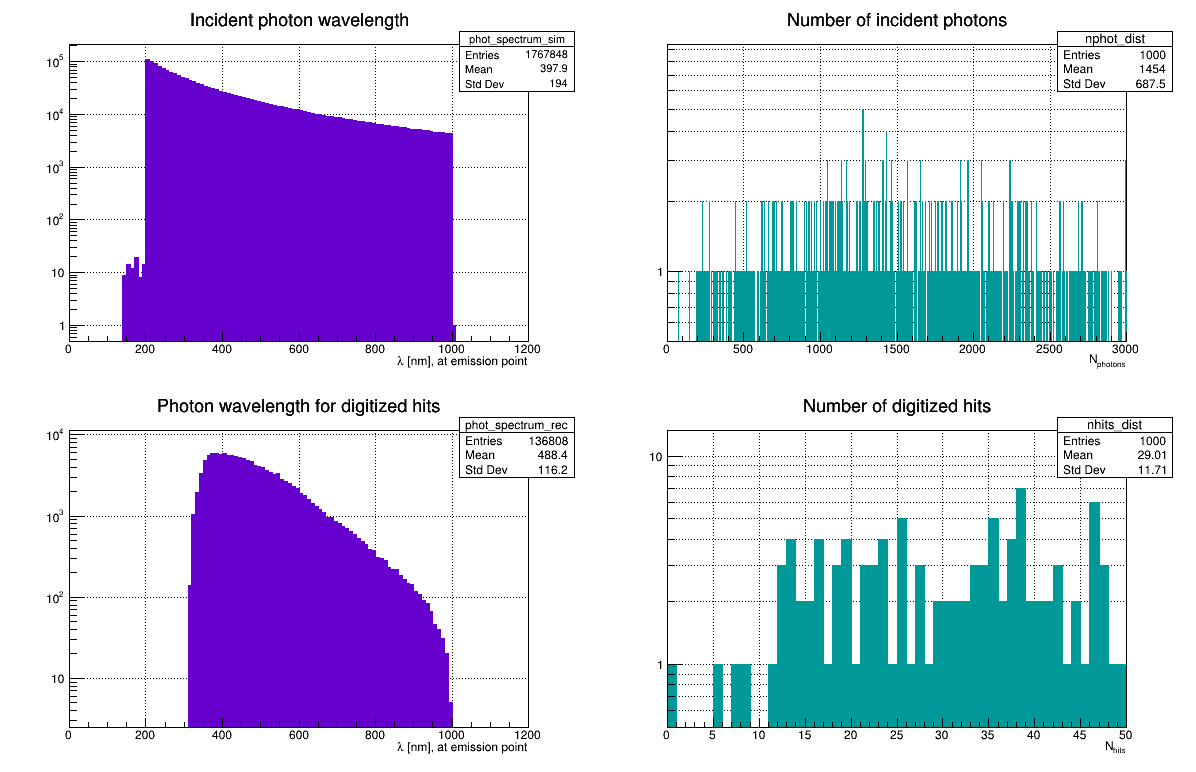 Incident photon wavelength
phot_spectrum_sim
Entries 1767848
Mean 397.9
Std Dev 194
10^5
10^4
10^3
10^2
10
1
0 200 400 600 800 1000 1200
λ [nm], at emission point
Number of incident photons
nphot_dist
Entries 1000
Mean 1454
Std Dev 687.5
1
0 500 1000 1500 2000 2500 3000
N_photons
Photon wavelength for digitized hits
phot_spectrum_rec
Entries 136808
Mean 488.4
Std Dev 116.2
10^4
10^3
10^2
10
0 200 400 600 800 1000 1200
λ [nm], at emission point
Number of digitized hits
nhits_dist
Entries 1000
Mean 29.01
Std Dev 11.71
10
1
0 5 10 15 20 25 30 35 40 45 50
N_hits